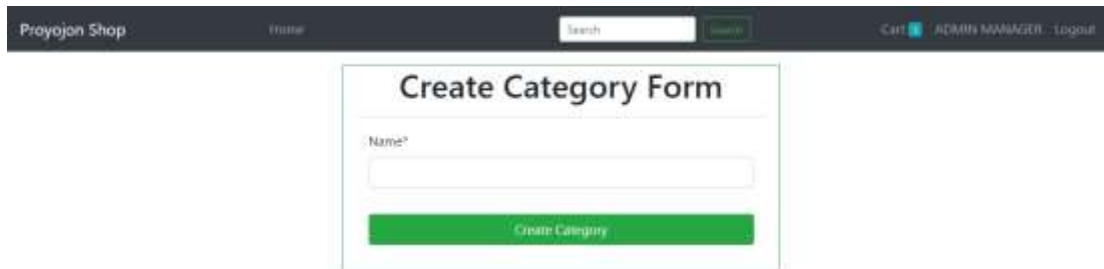 Proyojon Shop Home Search Search Cart ADMIN MANAGER Logout
Create Category Form
Name*
Create Category